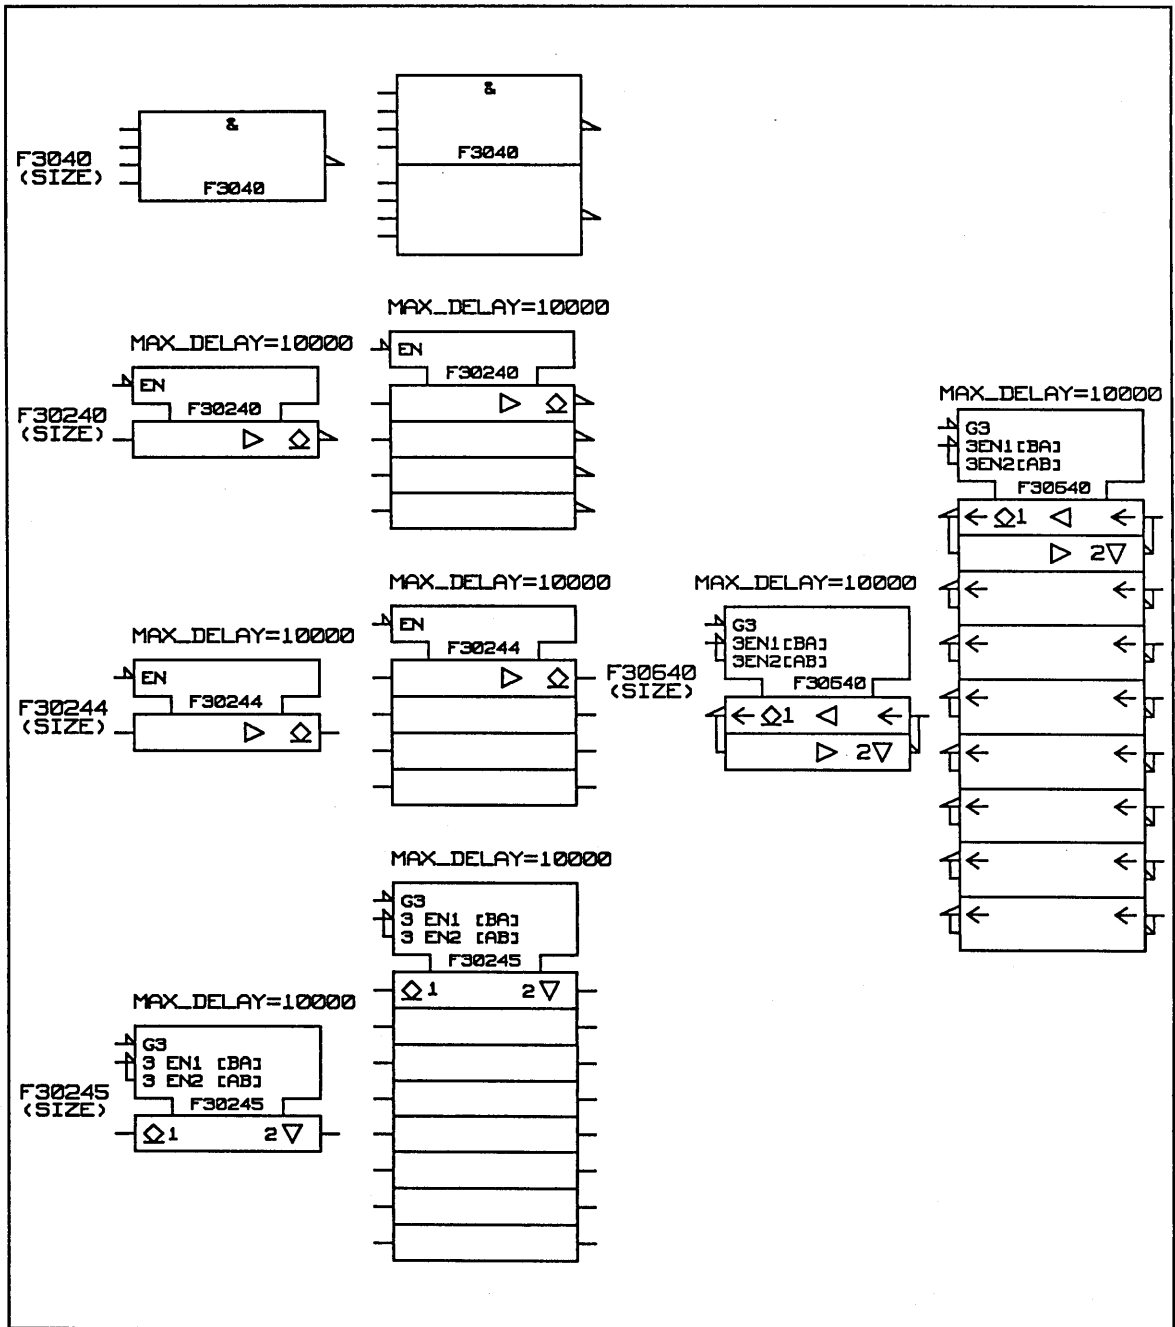 &
F3040
(SIZE)
F3040
&
F3040
MAX_DELAY=10000
EN
F30240
F30240
(SIZE)
MAX_DELAY=10000
EN
F30240
MAX_DELAY=10000
EN
F30244
F30244
(SIZE)
MAX_DELAY=10000
EN
F30244
MAX_DELAY=10000
G3
3 EN1 [BA]
3 EN2 [AB]
F30245
F30245
(SIZE)
1 2
MAX_DELAY=10000
G3
3 EN1 [BA]
3 EN2 [AB]
F30245
1 2
MAX_DELAY=10000
G3
3EN1[BA]
3EN2[AB]
F30640
F30640
(SIZE)
1
2
MAX_DELAY=10000
G3
3EN1[BA]
3EN2[AB]
F30640
1
2